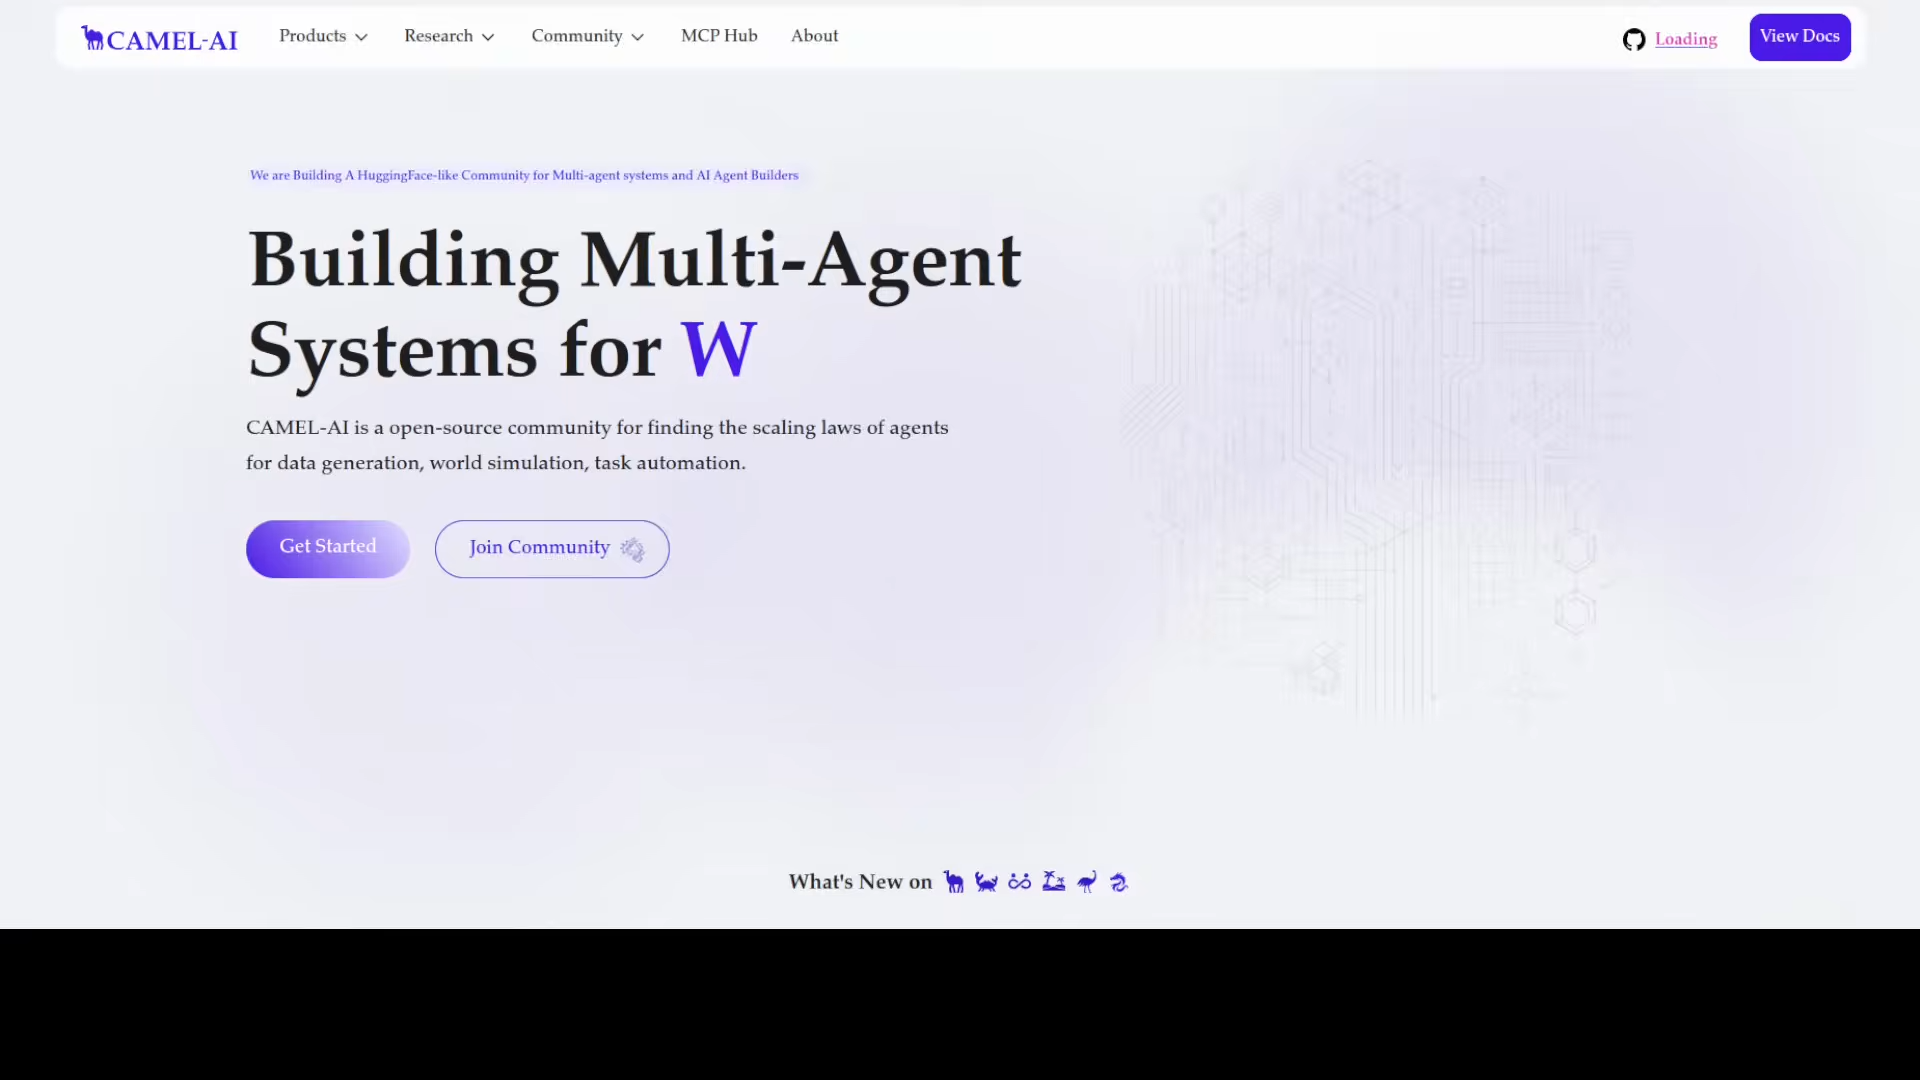 CAMEL-AI
Products
Research
Community
MCP Hub
About
Loading
View Docs
We are Building A HuggingFace-like Community for Multi-agent systems and AI Agent Builders
Building Multi-Agent
Systems for W
CAMEL-AI is a open-source community for finding the scaling laws of agents
for data generation, world simulation, task automation.
Get Started
Join Community
What's New on